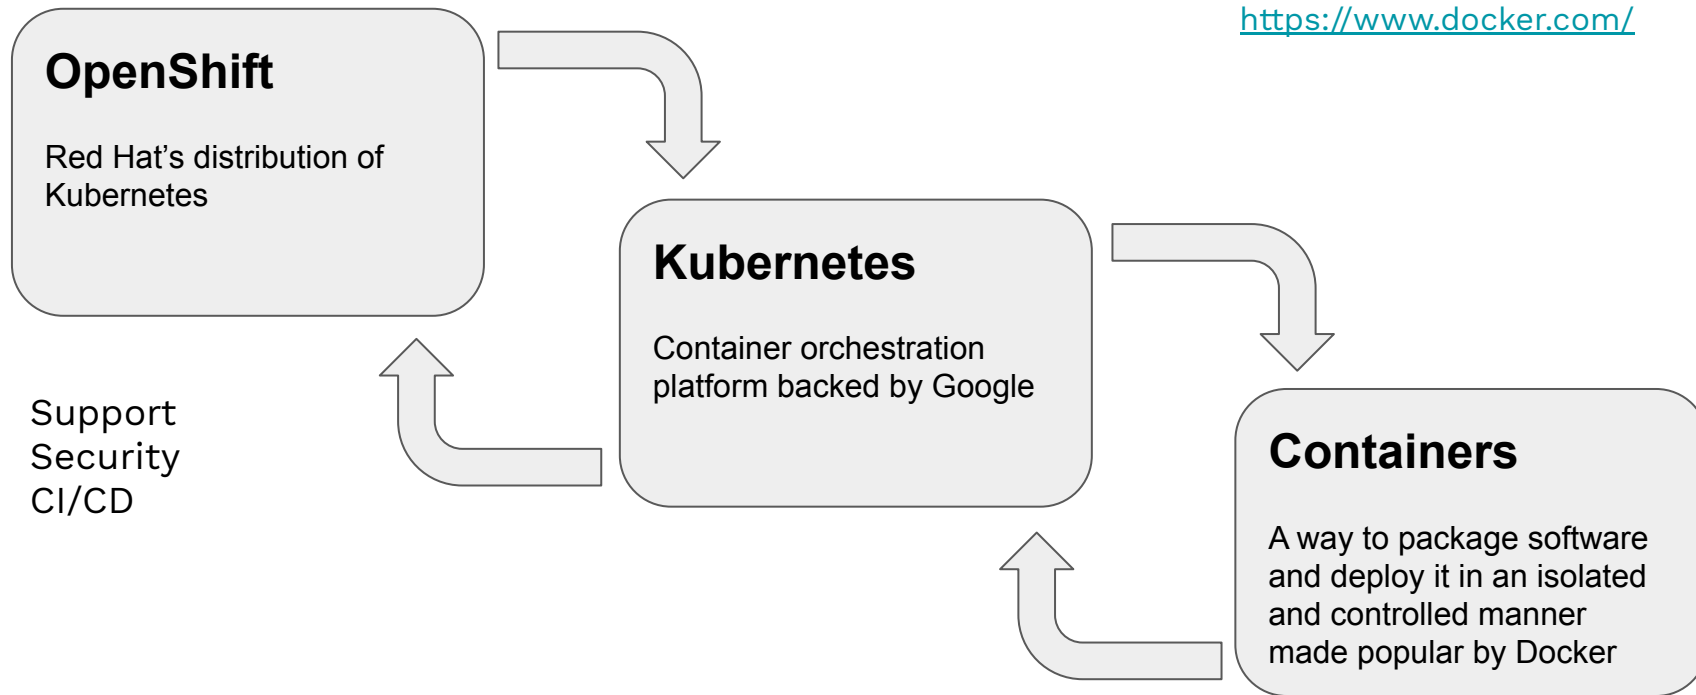 https://www.docker.com/
OpenShift
Red Hat’s distribution of
Kubernetes
Kubernetes
Container orchestration
platform backed by Google
Support
Security
CI/CD
Containers
A way to package software
and deploy it in an isolated
and controlled manner
made popular by Docker